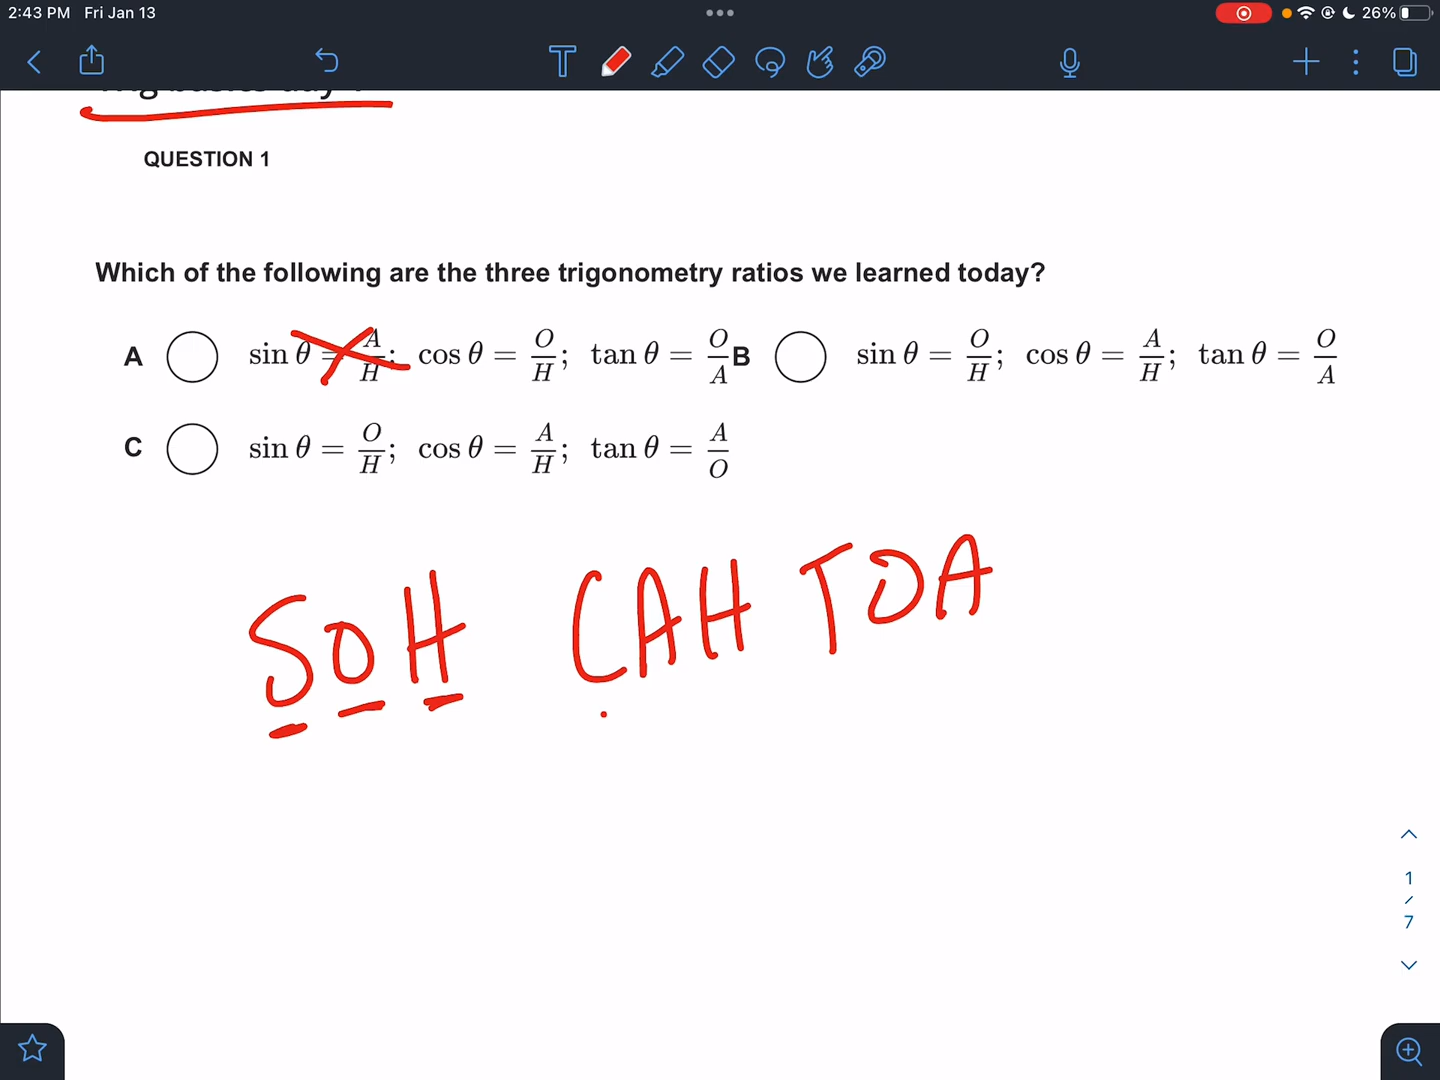 2:43 PM Fri Jan 13 26%
QUESTION 1
Which of the following are the three trigonometry ratios we learned today?
A sin θ = A/H; cos θ = O/H; tan θ = O/A B sin θ = O/H; cos θ = A/H; tan θ = O/A
C sin θ = O/H; cos θ = A/H; tan θ = A/O
SOH CAH TOA
1
/
7